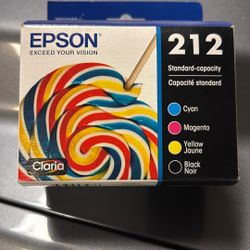 EPSON
EXCEED YOUR VISION
212
Standard-capacity
Capacité standard
Cyan
Magenta
Yellow
Jaune
Black
Noir
Claria